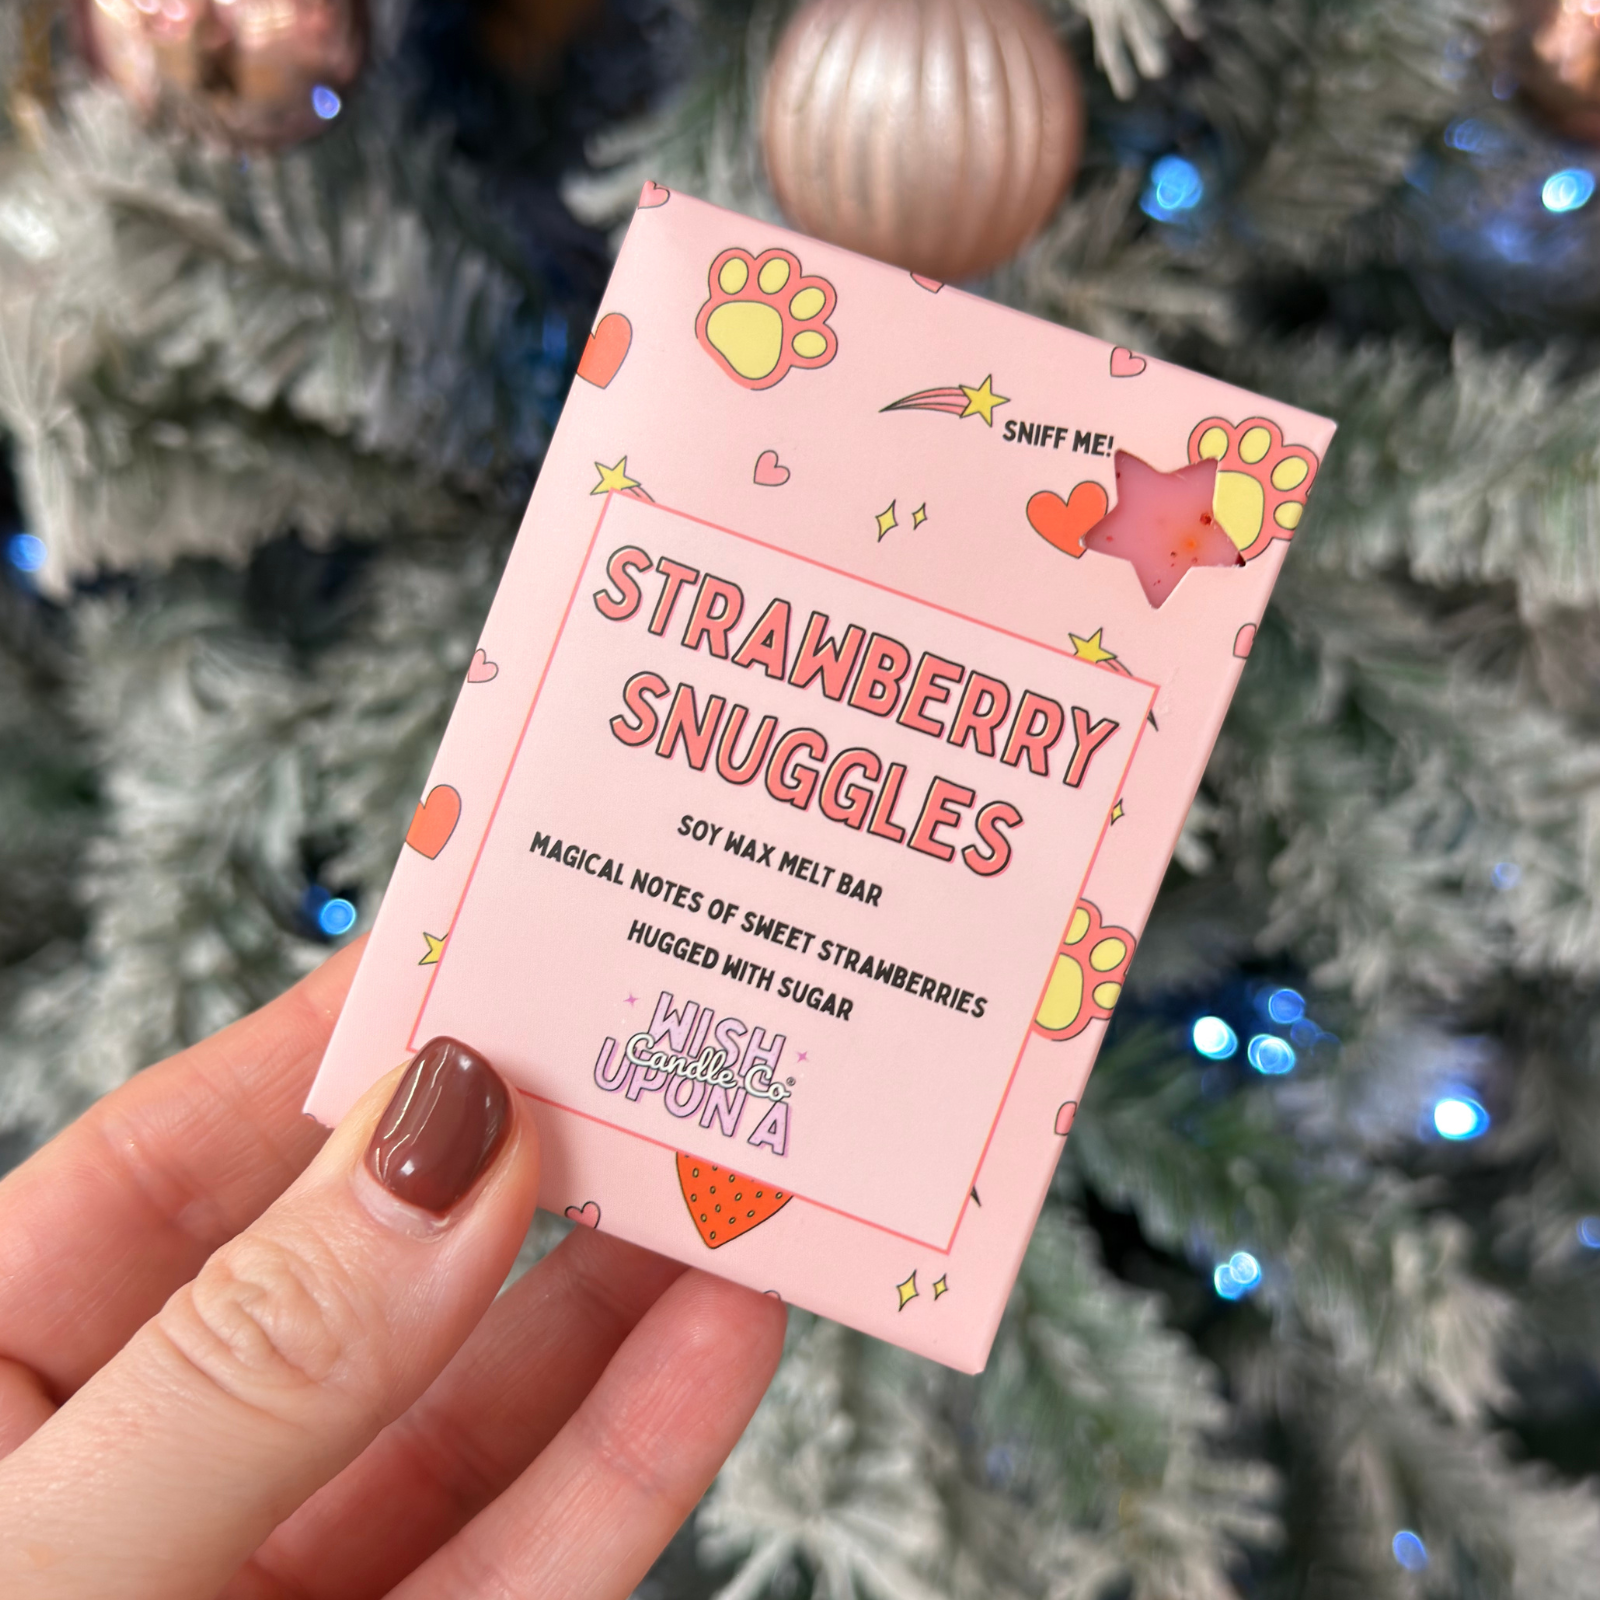 SNIFF ME!
STRAWBERRY
SNUGGLES
SOY WAX MELT BAR
MAGICAL NOTES OF SWEET STRAWBERRIES
HUGGED WITH SUGAR
WISH
UPON A
Candle Co®